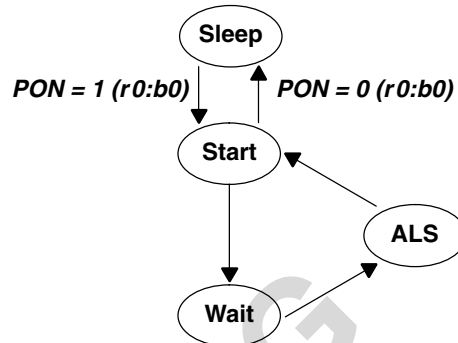 Sleep
PON = 1 (r0:b0)
PON = 0 (r0:b0)
Start
ALS
Wait
G